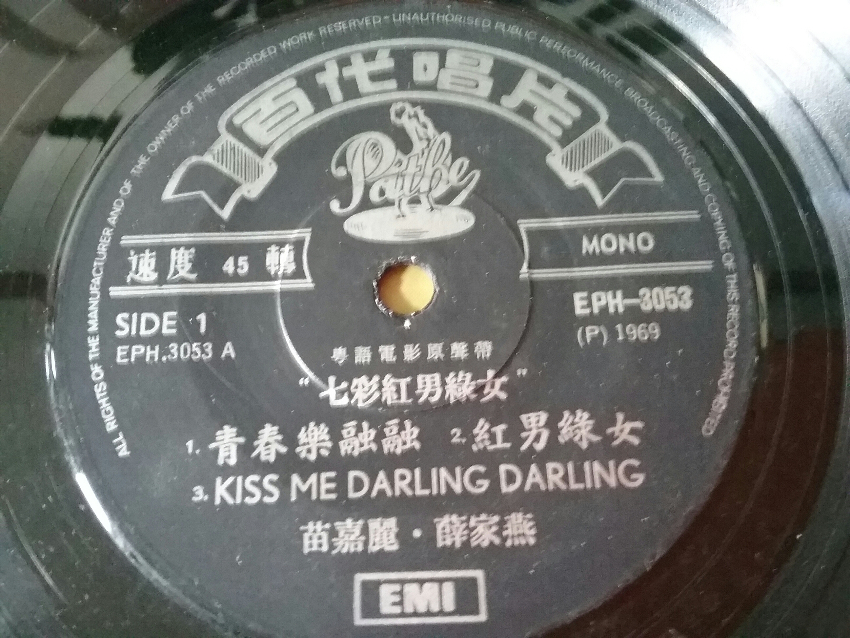 ALL RIGHTS OF THE MANUFACTURER AND OF THE OWNER OF THE RECORDED WORK RESERVED - UNAUTHORISED PUBLIC PERFORMANCE, BROADCASTING AND COPYING OF THIS RECORD PROHIBITED
百代唱片
Pathe
速度 45 轉
MONO
SIDE 1
EPH.3053 A
EPH-3053
(P) 1969
粵語電影原聲帶
"七彩紅男綠女"
1. 青春樂融融 2. 紅男綠女
3. KISS ME DARLING DARLING
苗嘉麗·薛家燕
EMI